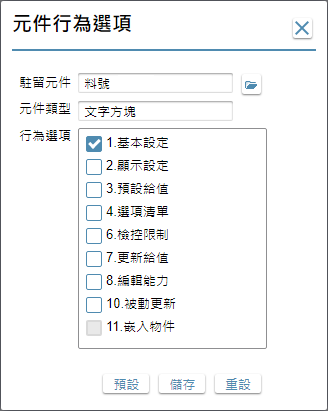 元件行為選項
駐留元件 料號
元件類型 文字方塊
行為選項
1.基本設定
2.顯示設定
3.預設給值
4.選項清單
6.檢控限制
7.更新給值
8.編輯能力
10.被動更新
11.嵌入物件
預設 儲存 重設